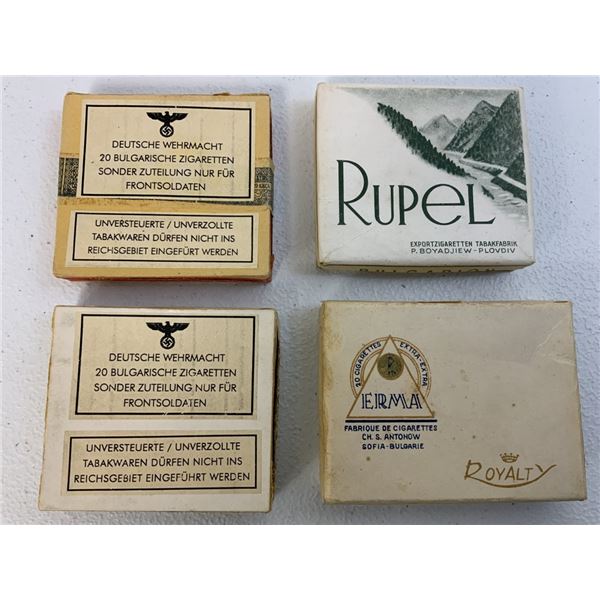 DEUTSCHE WEHRMACHT
20 BULGARISCHE ZIGARETTEN
SONDER ZUTEILUNG NUR FÜR
FRONTSOLDATEN
UNVERSTEUERTE / UNVERZOLLTE
TABAKWAREN DÜRFEN NICHT INS
REICHSGEBIET EINGEFÜRT WERDEN
RUPEL
EXPORTZIGARETTEN TABAKFABRIK
P. BOYADJIEW - PLOVDIV
BULGARIQN
DEUTSCHE WEHRMACHT
20 BULGARISCHE ZIGARETTEN
SONDER ZUTEILUNG NUR FÜR
FRONTSOLDATEN
UNVERSTEUERTE / UNVERZOLLTE
TABAKWAREN DÜRFEN NICHT INS
REICHSGEBIET EINGEFÜHRT WERDEN
20 CIGARETTES EXTRA-EXTRA
ERMA
FABRIQUE DE CIGARETTES
CH. S. ANTONOW
SOFIA-BULGARIE
ROYALTY